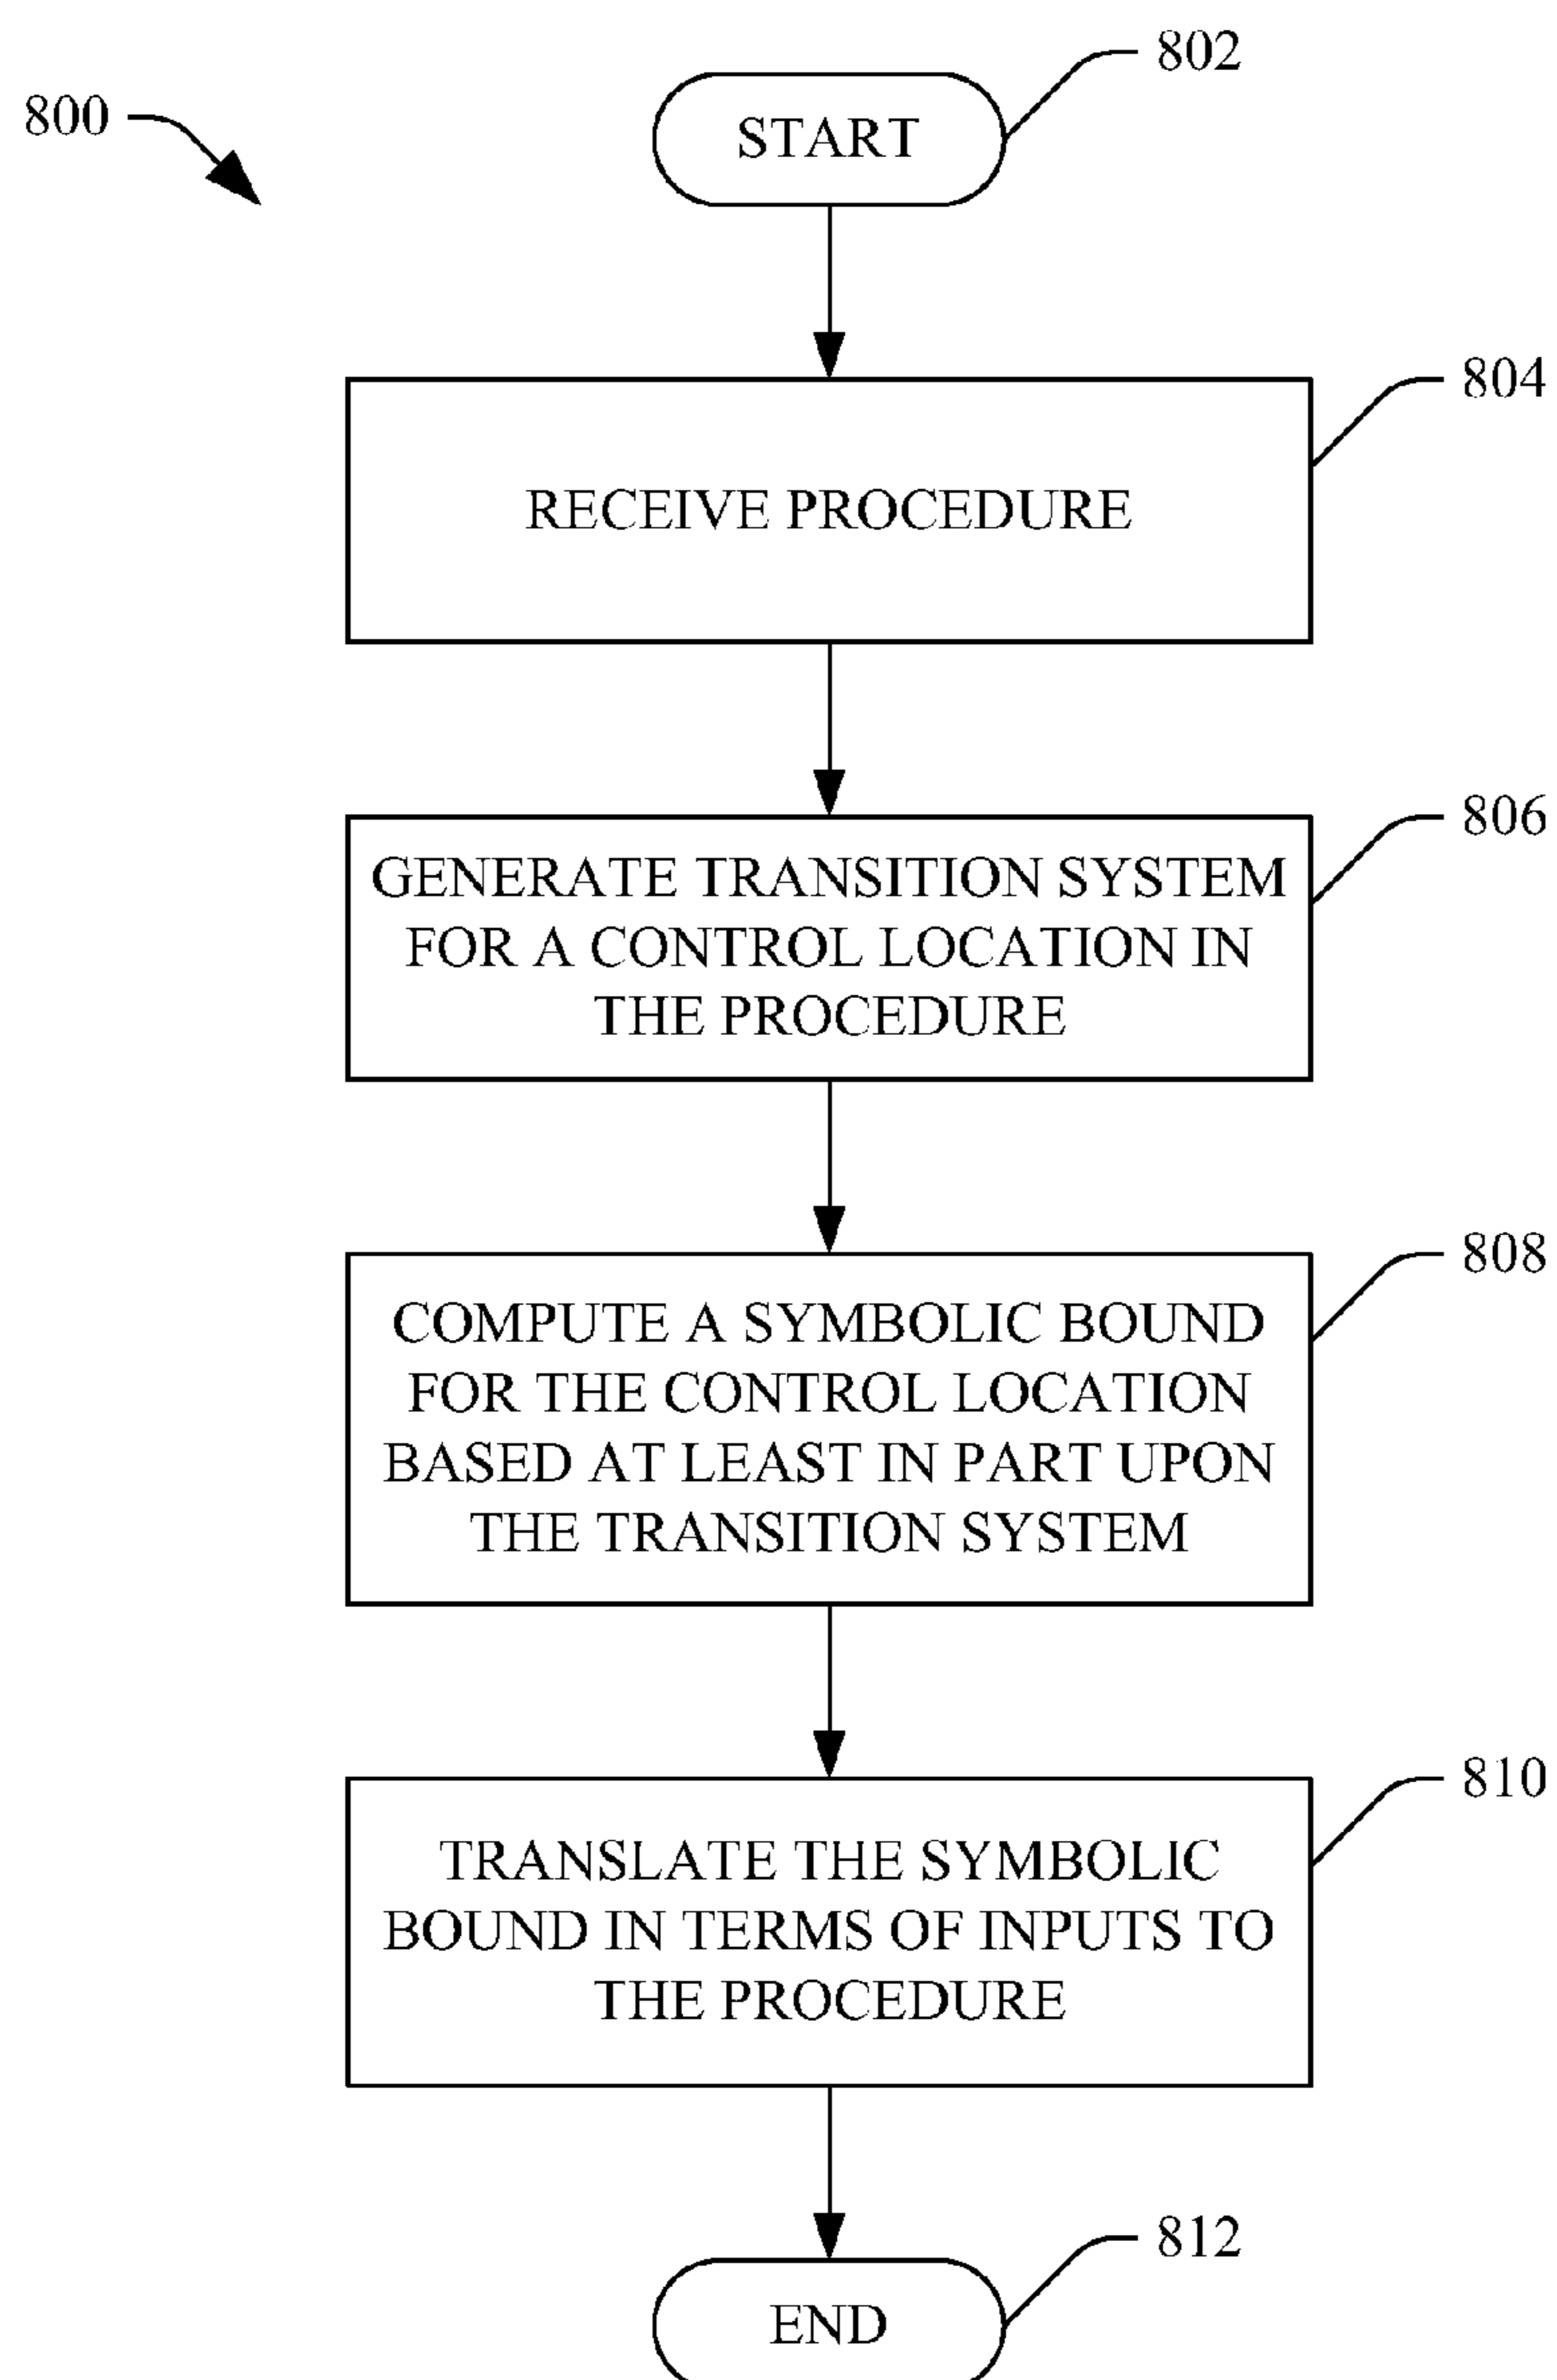 802
800
START
804
RECEIVE PROCEDURE
806
GENERATE TRANSITION SYSTEM
FOR A CONTROL LOCATION IN
THE PROCEDURE
808
COMPUTE A SYMBOLIC BOUND
FOR THE CONTROL LOCATION
BASED AT LEAST IN PART UPON
THE TRANSITION SYSTEM
810
TRANSLATE THE SYMBOLIC
BOUND IN TERMS OF INPUTS TO
THE PROCEDURE
812
END